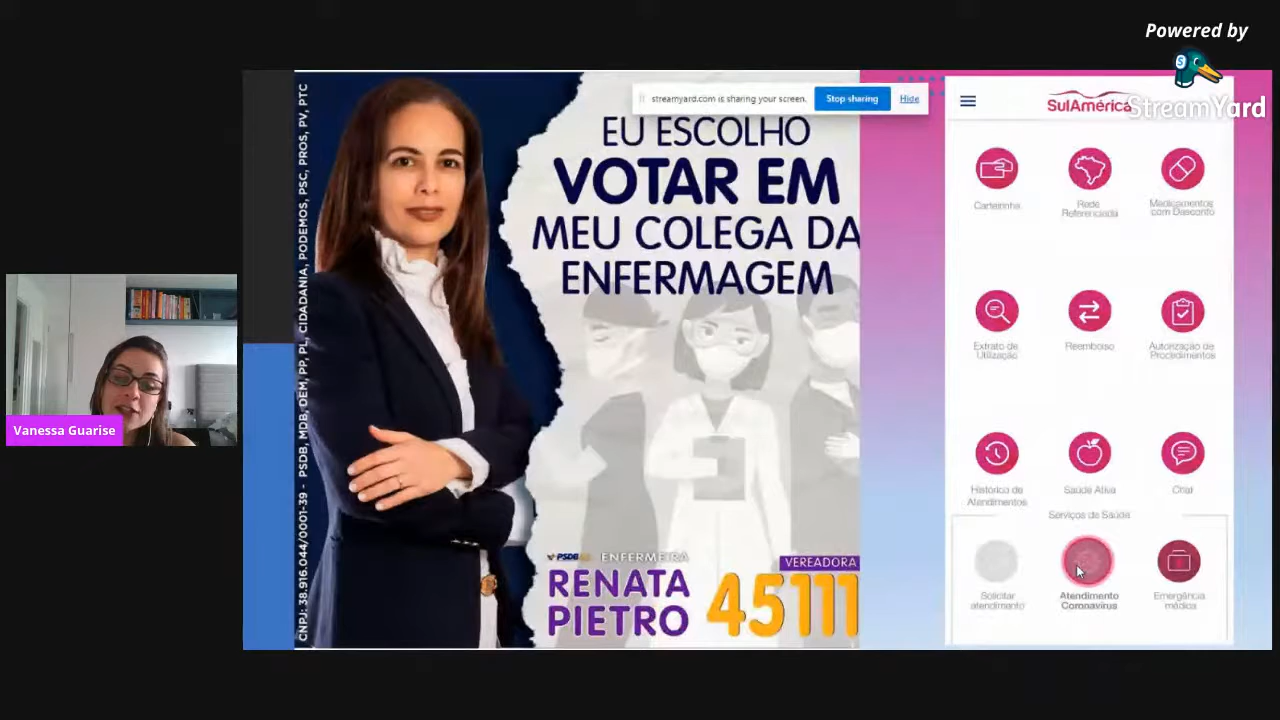 Powered by
StreamYard
streamyard.com is sharing your screen.
Stop sharing
Hide
CNPJ: 38.916.044/0001-39 - PSDB, MDB, DEM, PP, PL, CIDADANIA, PODEMOS, PSC, PROS, PV, PTC
EU ESCOLHO
VOTAR EM
MEU COLEGA DA
ENFERMAGEM
PSDB
ENFERMEIRA
RENATA
PIETRO
VEREADORA
45111
SulAmérica
Carteirinha
Rede
Referenciada
Medicamentos
com Desconto
Extrato de
Utilização
Reembolso
Autorização de
Procedimentos
Histórico de
Atendimentos
Saúde Ativa
Chat
Serviços de Saúde
Solicitar
atendimento
Atendimento
Coronavírus
Emergência
médica
Vanessa Guarise